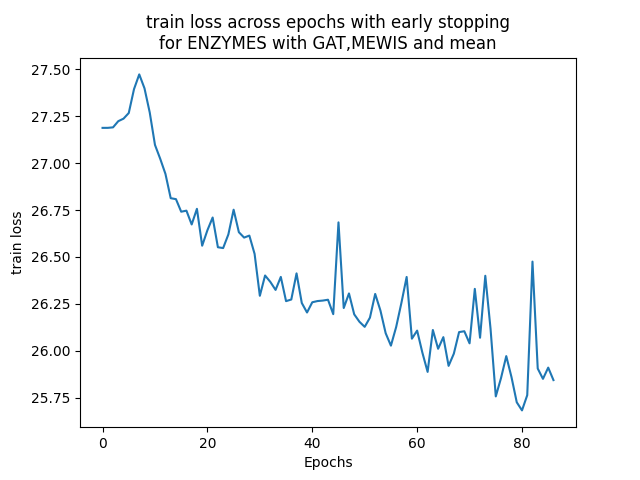 train loss across epochs with early stopping
for ENZYMES with GAT,MEWIS and mean
27.50
27.25
27.00
26.75
26.50
26.25
26.00
25.75
train loss
0 20 40 60 80
Epochs